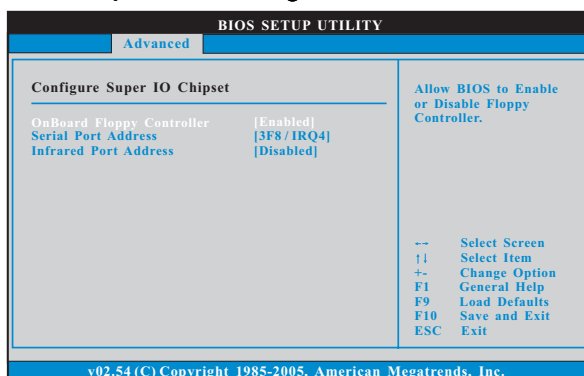 BIOS SETUP UTILITY
Advanced
Configure Super IO Chipset
OnBoard Floppy Controller [Enabled]
Serial Port Address [3F8 / IRQ4]
Infrared Port Address [Disabled]
Allow BIOS to Enable
or Disable Floppy
Controller.
←→ Select Screen
↑↓ Select Item
+- Change Option
F1 General Help
F9 Load Defaults
F10 Save and Exit
ESC Exit
v02.54 (C) Copyright 1985-2005, American Megatrends, Inc.